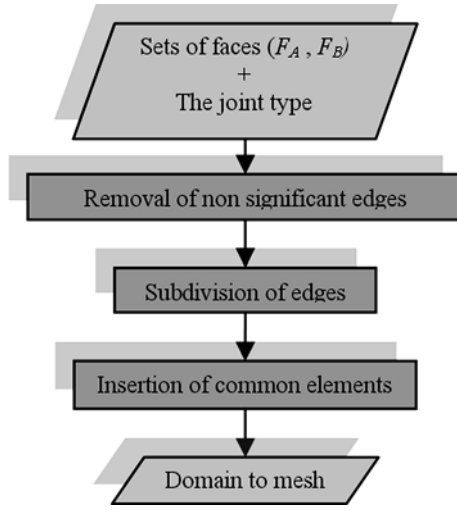 Sets of faces (F_A , F_B)
+
The joint type
Removal of non significant edges
Subdivision of edges
Insertion of common elements
Domain to mesh